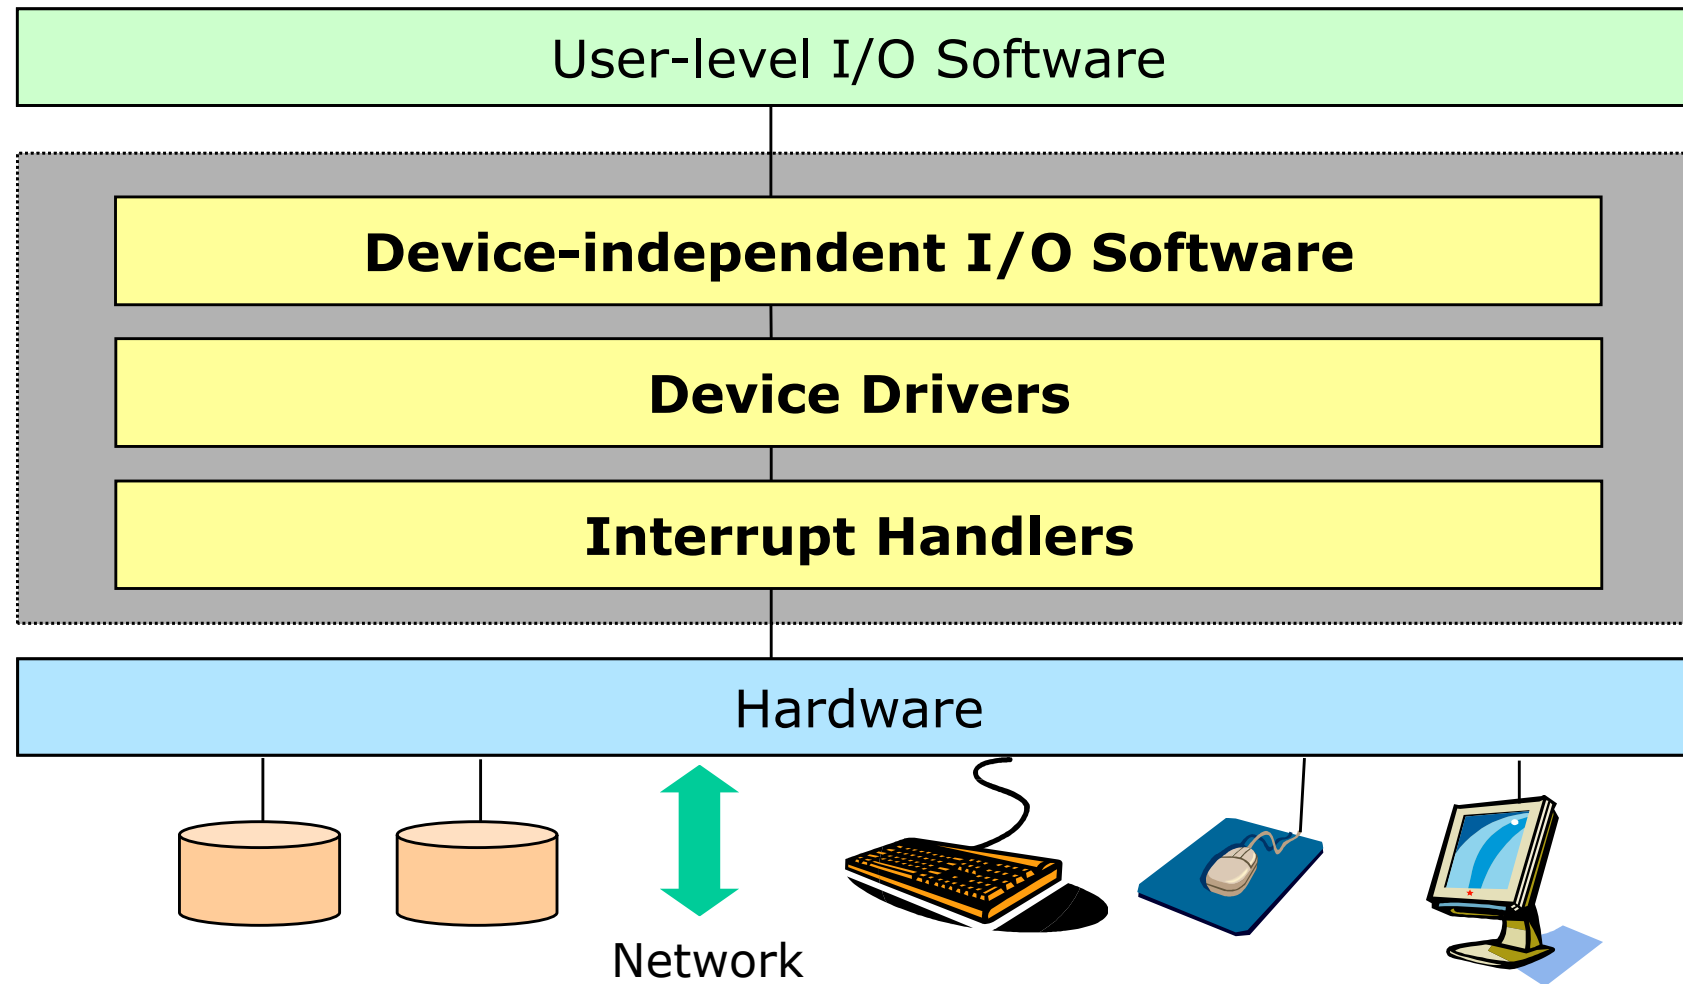 User-level I/O Software
Device-independent I/O Software
Device Drivers
Interrupt Handlers
Hardware
Network